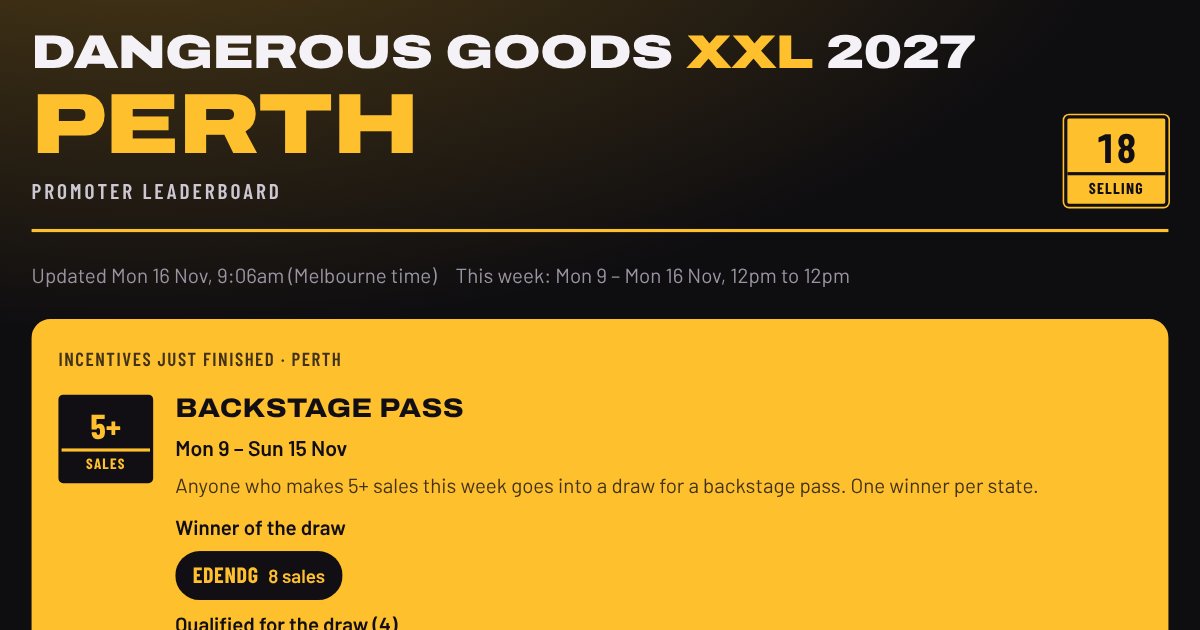 DANGEROUS GOODS XXL 2027
PERTH
PROMOTER LEADERBOARD
18
SELLING
Updated Mon 16 Nov, 9:06am (Melbourne time) This week: Mon 9 – Mon 16 Nov, 12pm to 12pm
INCENTIVES JUST FINISHED · PERTH
5+
SALES
BACKSTAGE PASS
Mon 9 – Sun 15 Nov
Anyone who makes 5+ sales this week goes into a draw for a backstage pass. One winner per state.
Winner of the draw
EDENDG 8 sales
Qualified for the draw (4)